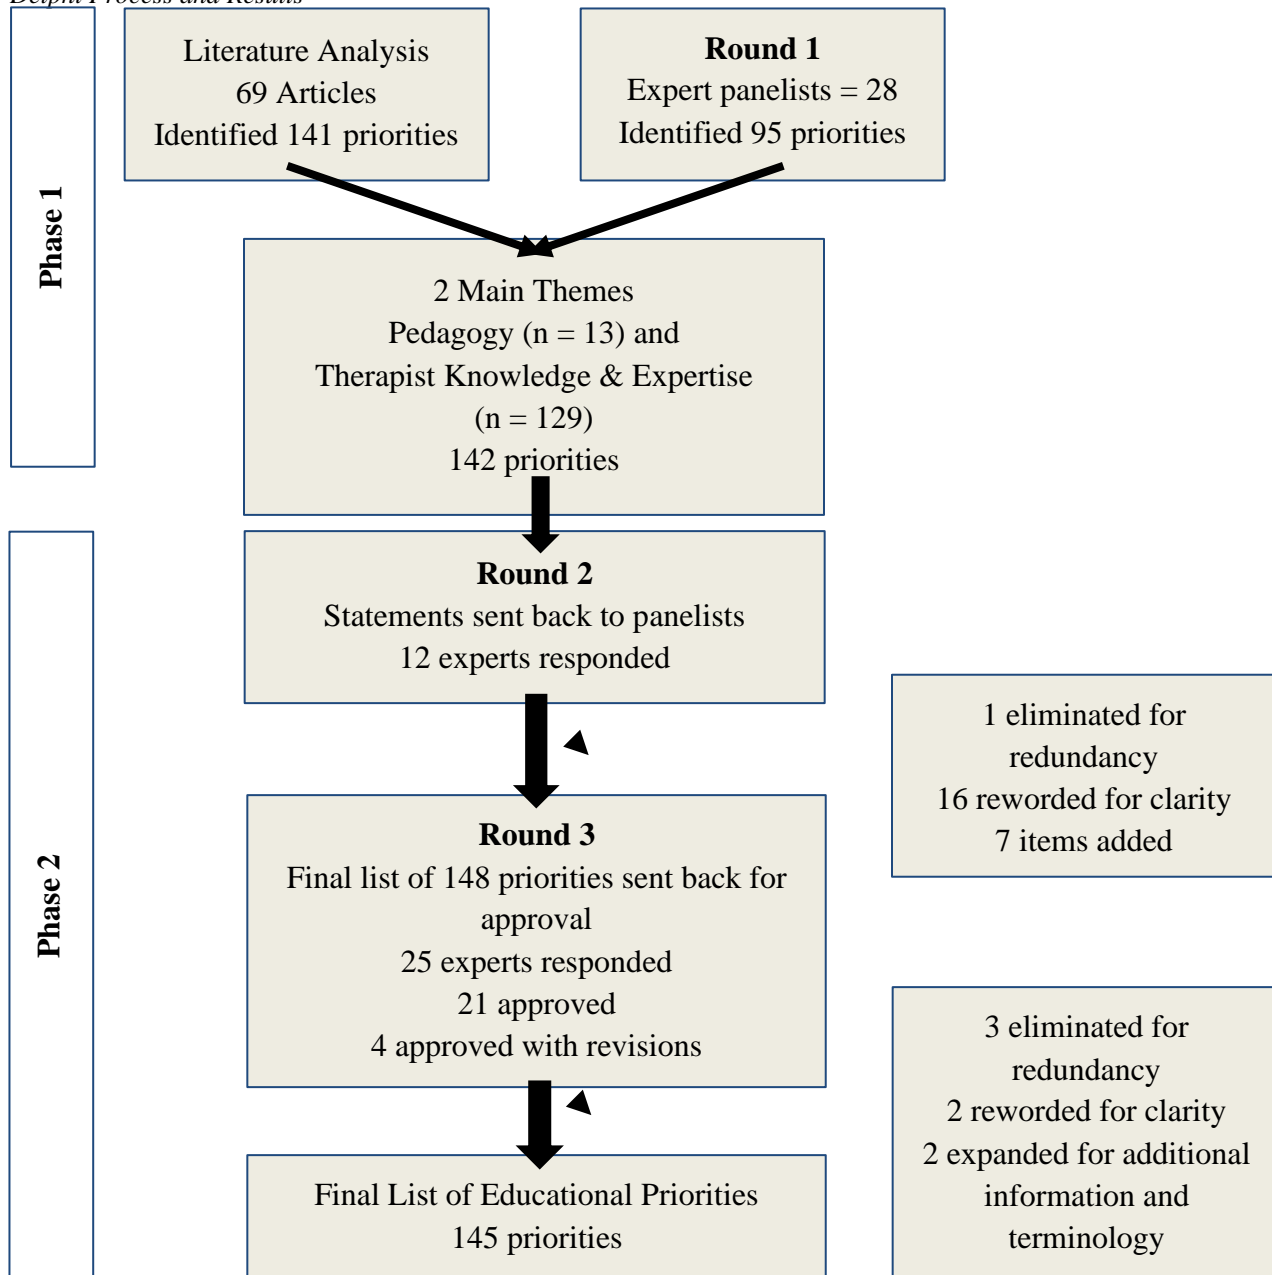 Delphi Process and Results
Literature Analysis
69 Articles
Identified 141 priorities
Round 1
Expert panelists = 28
Identified 95 priorities
Phase 1
2 Main Themes
Pedagogy (n = 13) and
Therapist Knowledge & Expertise
(n = 129)
142 priorities
Round 2
Statements sent back to panelists
12 experts responded
1 eliminated for
redundancy
16 reworded for clarity
7 items added
Phase 2
Round 3
Final list of 148 priorities sent back for
approval
25 experts responded
21 approved
4 approved with revisions
3 eliminated for
redundancy
2 reworded for clarity
2 expanded for additional
information and
terminology
Final List of Educational Priorities
145 priorities